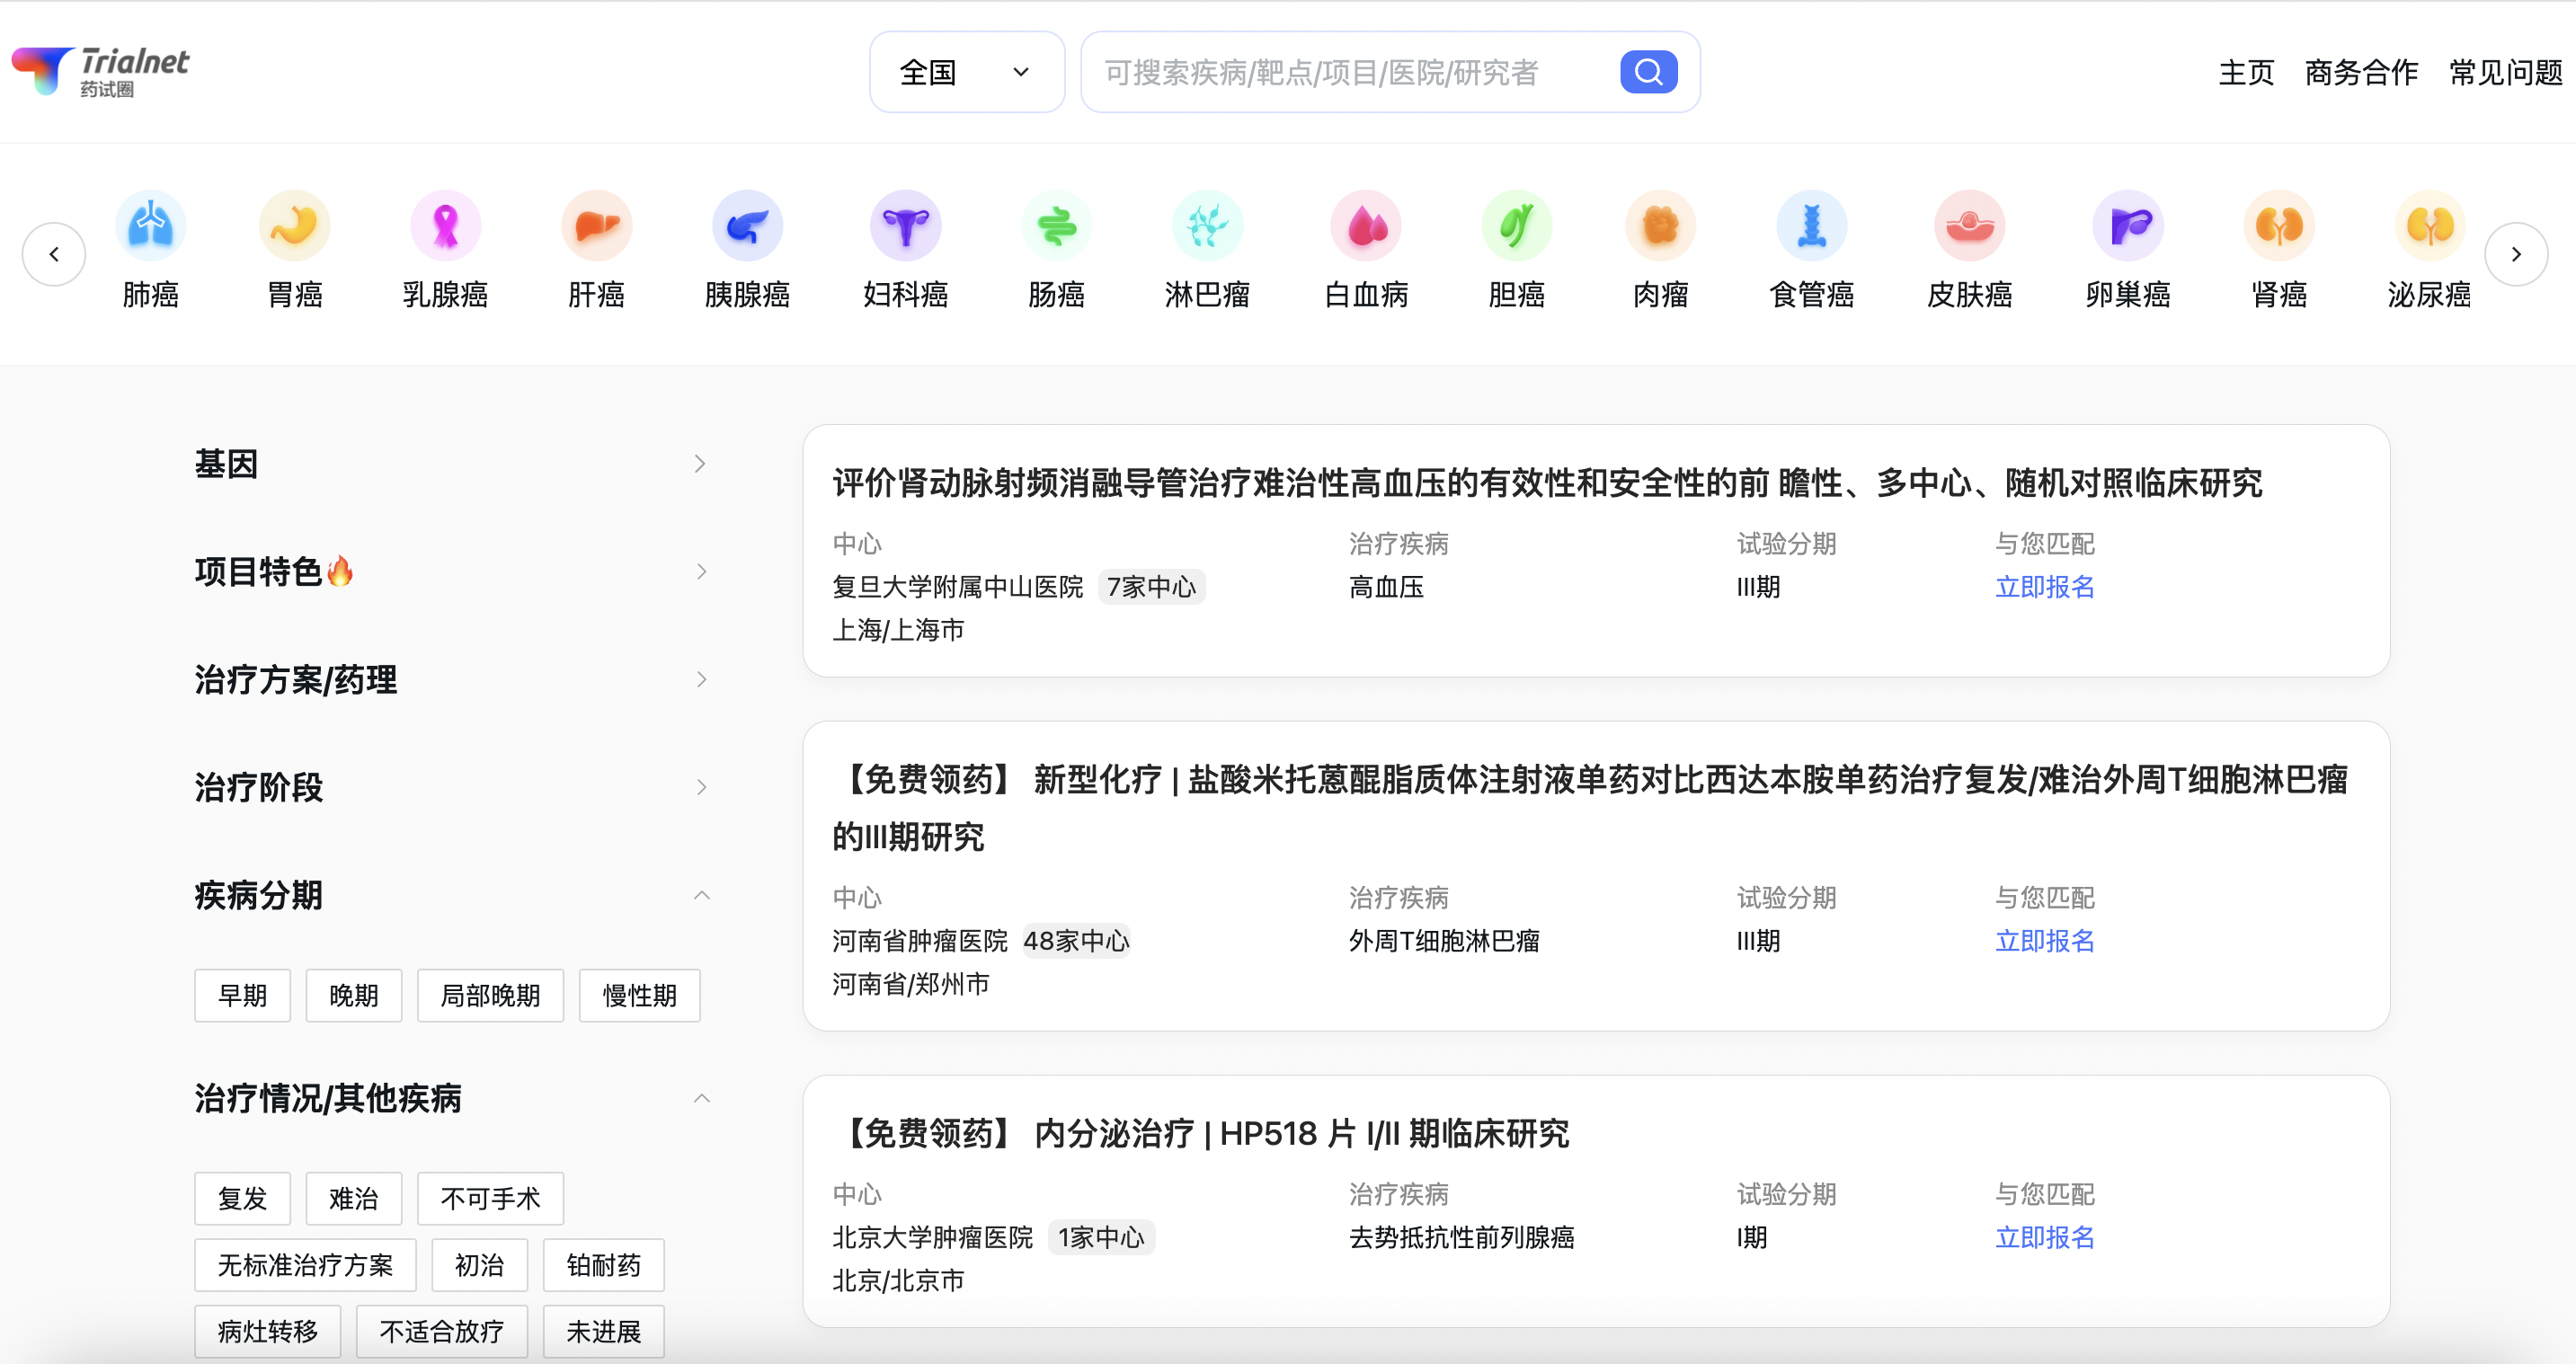 Trialnet
药试圈
全国
可搜索疾病/靶点/项目/医院/研究者
主页 商务合作 常见问题
肺癌 胃癌 乳腺癌 肝癌 胰腺癌 妇科癌 肠癌 淋巴瘤 白血病 胆癌 肉瘤 食管癌 皮肤癌 卵巢癌 肾癌 泌尿癌
基因
项目特色🔥
治疗方案/药理
治疗阶段
疾病分期
早期 晚期 局部晚期 慢性期
治疗情况/其他疾病
复发 难治 不可手术
无标准治疗方案 初治 铂耐药
病灶转移 不适合放疗 未进展
评价肾动脉射频消融导管治疗难治性高血压的有效性和安全性的前 瞻性、多中心、随机对照临床研究
中心 治疗疾病 试验分期 与您匹配
复旦大学附属中山医院 7家中心 高血压 III期 立即报名
上海/上海市
【免费领药】 新型化疗 | 盐酸米托蒽醌脂质体注射液单药对比西达本胺单药治疗复发/难治外周T细胞淋巴瘤
的III期研究
中心 治疗疾病 试验分期 与您匹配
河南省肿瘤医院 48家中心 外周T细胞淋巴瘤 III期 立即报名
河南省/郑州市
【免费领药】 内分泌治疗 | HP518 片 I/II 期临床研究
中心 治疗疾病 试验分期 与您匹配
北京大学肿瘤医院 1家中心 去势抵抗性前列腺癌 I期 立即报名
北京/北京市